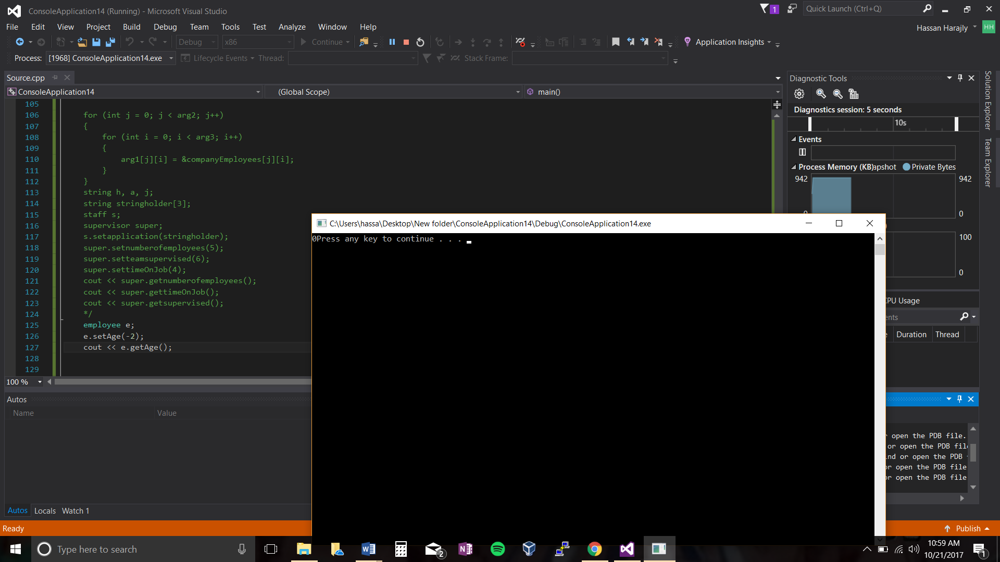 ConsoleApplication14 (Running) - Microsoft Visual Studio
1
Quick Launch (Ctrl+Q)
File Edit View Project Build Debug Team Tools Test Analyze Window Help
Hassan Harajly HH
Debug x86 Continue Application Insights
Process: [1968] ConsoleApplication14.exe Lifecycle Events Thread: Stack Frame:
Source.cpp
ConsoleApplication14 (Global Scope) main()
105
106 for (int j = 0; j < arg2; j++)
107 {
108 for (int i = 0; i < arg3; i++)
109 {
110 arg1[j][i] = &companyEmployees[j][i];
111 }
112 }
113 string h, a, j;
114 string stringholder[3];
115 staff s;
116 supervisor super;
117 s.setapplication(stringholder);
118 super.setnumberofemployees(5);
119 super.setteamsupervised(6);
120 super.settimeOnJob(4);
121 cout << super.getnumberofemployees();
122 cout << super.gettimeOnJob();
123 cout << super.getsupervised();
124 */
125 employee e;
126 e.setAge(-2);
127 cout << e.getAge();
128
129
100 %
Autos
Name Value
Autos Locals Watch 1
C:\Users\hassa\Desktop\New folder\ConsoleApplication14\Debug\ConsoleApplication14.exe
0Press any key to continue . . .
Diagnostic Tools
Diagnostics session: 5 seconds
10s
Events
Process Memory (KB) apshot Private Bytes
942 942
0 0
100
0
CPU Usage
ents
e Duration Thread
r open the PDB file.
or open the PDB fil
nd or open the PDB
or open the PDB file
or open the PDB file
Solution Explorer
Team Explorer
Ready
Publish
Type here to search
2
10:59 AM
10/21/2017
1